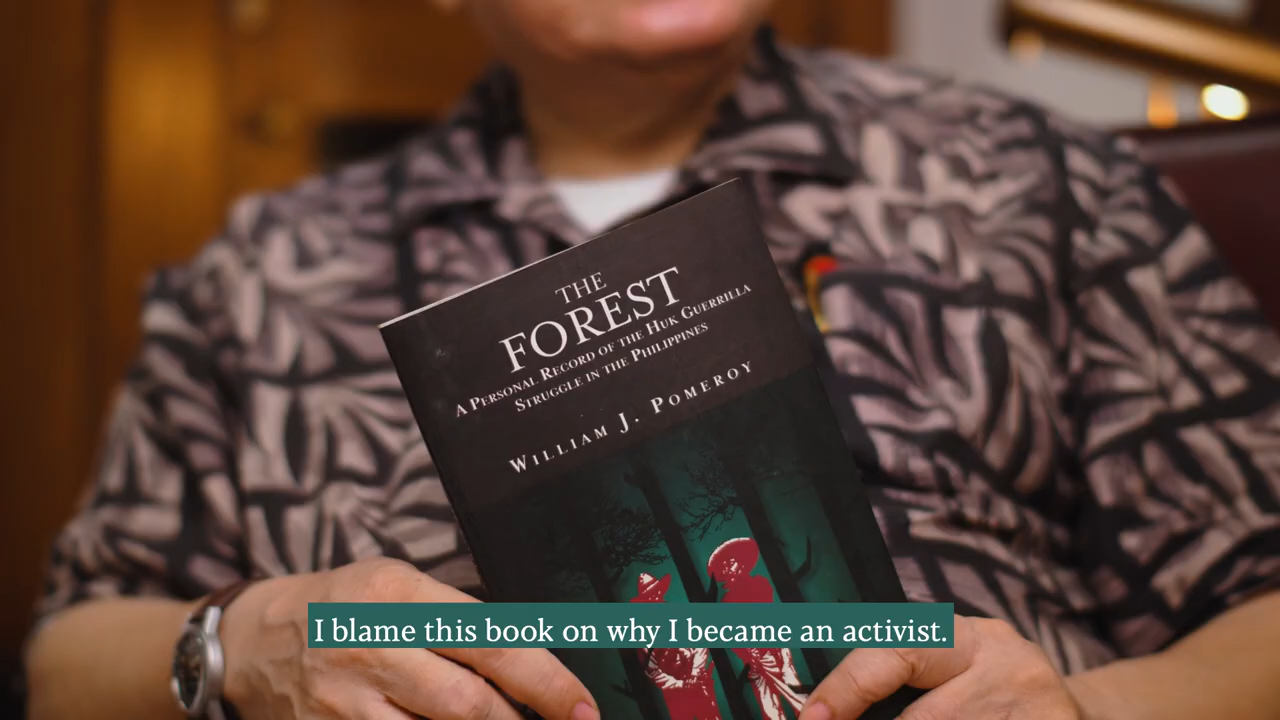 THE
FOREST
A PERSONAL RECORD OF THE HUK GUERRILLA
STRUGGLE IN THE PHILIPPINES
WILLIAM J. POMEROY
I blame this book on why I became an activist.